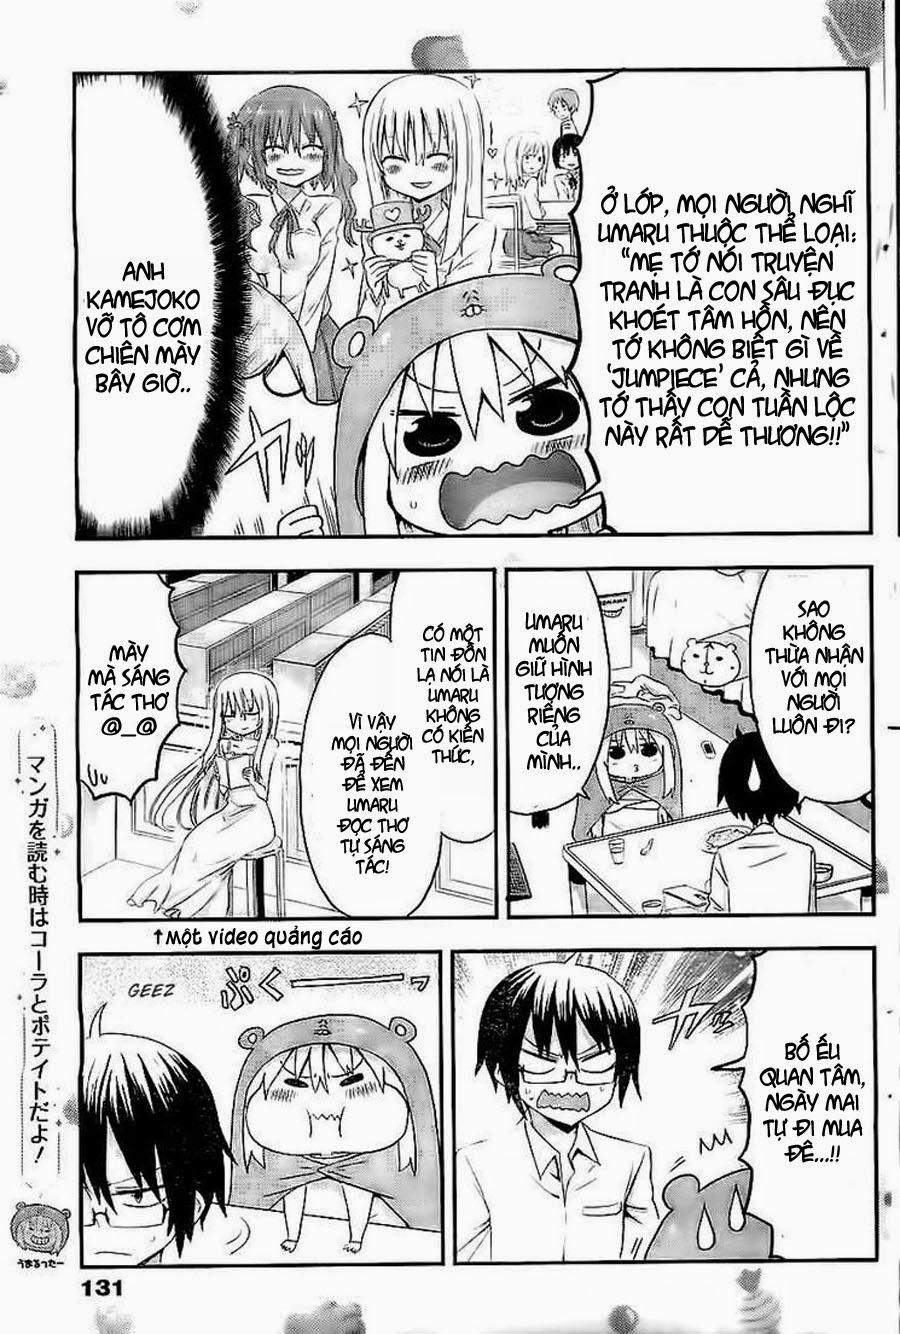 Ở LỚP, MỌI NGƯỜI NGHĨ
UMARU THUỘC THỂ LOẠI:
“MẸ TỚ NÓI TRUYỆN
TRANH LÀ CON SÂU ĐỤC
KHOÉT TÂM HỒN, NÊN
TỚ KHÔNG BIẾT GÌ VỀ
‘JUMPIECE’ CẢ, NHƯNG
TỚ THẤY CON TUẦN LỘC
NÀY RẤT DỄ THƯƠNG!!”
ANH
KAMEJOKO
VỠ TÔ CƠM
CHIÊN MÀY
BÂY GIỜ..
SAO
KHÔNG
THỪA NHẬN
VỚI MỌI
NGƯỜI
LUÔN ĐI?
UMARU
MUỐN
GIỮ HÌNH
TƯỢNG
RIÊNG
CỦA
MÌNH..
CÓ MỘT
TIN ĐỒN
LẠ NÓI LÀ
UMARU
KHÔNG
CÓ KIẾN
THỨC,
VÌ VẬY
MỌI NGƯỜI
ĐÃ ĐẾN
ĐỂ XEM
UMARU
ĐỌC THƠ
TỰ SÁNG
TÁC!
MÀY
MÀ SÁNG
TÁC THƠ
@_@
↑Một video quảng cáo
BỐ ẾU
QUAN TÂM,
NGÀY MAI
TỰ ĐI MUA
ĐÊ...!!
GEEZ
ぷくーーッ
マンガを読む時はコーラとポテイトだよ！
うまるったー
131